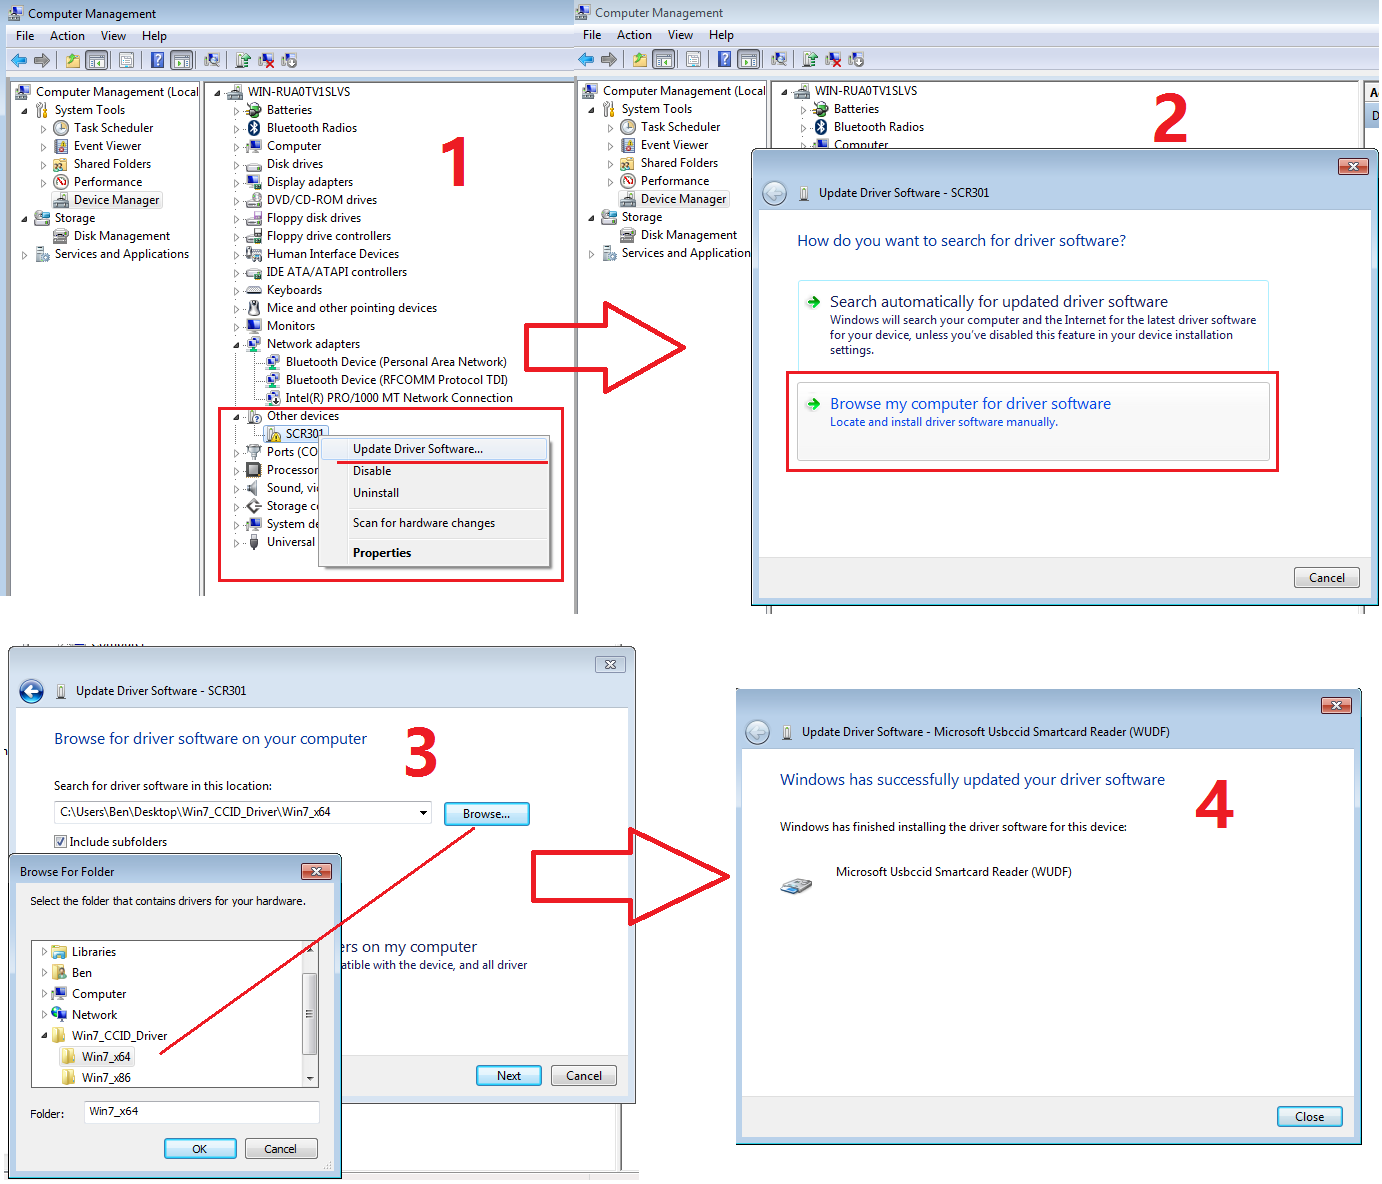 Computer Management
File Action View Help
Computer Management (Local
System Tools
Task Scheduler
Event Viewer
Shared Folders
Performance
Device Manager
Storage
Disk Management
Services and Applications
WIN-RUA0TV1SLVS
Batteries
Bluetooth Radios
Computer
Disk drives
Display adapters
DVD/CD-ROM drives
Floppy disk drives
Floppy drive controllers
Human Interface Devices
IDE ATA/ATAPI controllers
Keyboards
Mice and other pointing devices
Monitors
Network adapters
Bluetooth Device (Personal Area Network)
Bluetooth Device (RFCOMM Protocol TDI)
Intel(R) PRO/1000 MT Network Connection
Other devices
SCR301
Ports (CO
Processor
Sound, vi
Storage c
System de
Universal
Update Driver Software...
Disable
Uninstall
Scan for hardware changes
Properties
1
Computer Management
File Action View Help
Computer Management (Local
System Tools
Task Scheduler
Event Viewer
Shared Folders
Performance
Device Manager
Storage
Disk Management
Services and Application
WIN-RUA0TV1SLVS
Batteries
Bluetooth Radios
Computer
2
Update Driver Software - SCR301
How do you want to search for driver software?
Search automatically for updated driver software
Windows will search your computer and the Internet for the latest driver software
for your device, unless you've disabled this feature in your device installation
settings.
Browse my computer for driver software
Locate and install driver software manually.
Cancel
Update Driver Software - SCR301
Browse for driver software on your computer
3
Search for driver software in this location:
C:\Users\Ben\Desktop\Win7_CCID_Driver\Win7_x64
Browse...
Include subfolders
ers on my computer
atible with the device, and all driver
Next
Cancel
Browse For Folder
Select the folder that contains drivers for your hardware.
Libraries
Ben
Computer
Network
Win7_CCID_Driver
Win7_x64
Win7_x86
Folder: Win7_x64
OK
Cancel
Update Driver Software - Microsoft Usbccid Smartcard Reader (WUDF)
Windows has successfully updated your driver software
4
Windows has finished installing the driver software for this device:
Microsoft Usbccid Smartcard Reader (WUDF)
Close